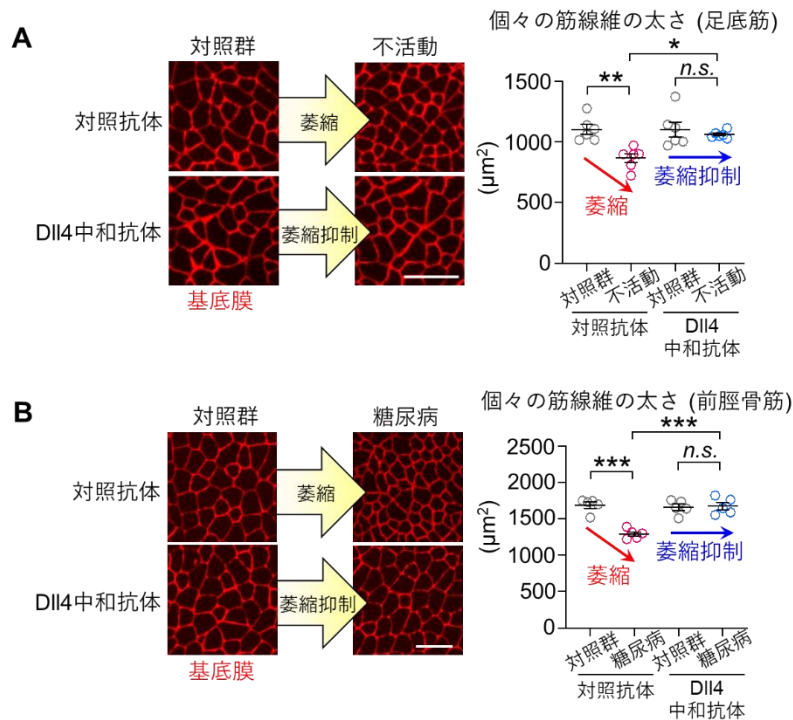 A
対照群
不活動
対照抗体
萎縮
Dll4中和抗体
萎縮抑制
基底膜
個々の筋線維の太さ (足底筋)
*
**
n.s.
1500
1000
500
0
(µm²)
萎縮
萎縮抑制
対照群
不活動
対照群
不活動
対照抗体
Dll4
中和抗体
B
対照群
糖尿病
対照抗体
萎縮
Dll4中和抗体
萎縮抑制
基底膜
個々の筋線維の太さ (前脛骨筋)
***
***
n.s.
2500
2000
1500
1000
500
0
(µm²)
萎縮
萎縮抑制
対照群
糖尿病
対照群
糖尿病
対照抗体
Dll4
中和抗体